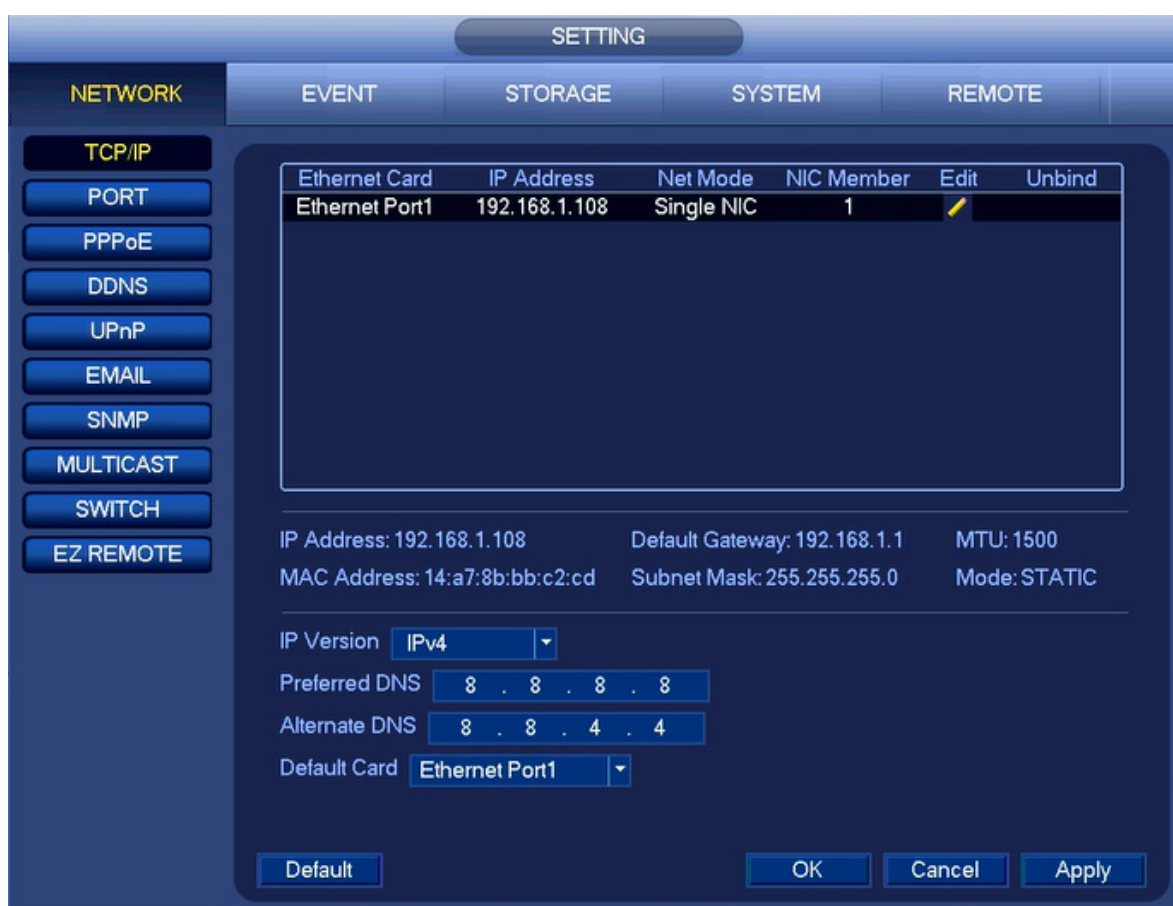 SETTING
NETWORK EVENT STORAGE SYSTEM REMOTE
TCP/IP
PORT
PPPoE
DDNS
UPnP
EMAIL
SNMP
MULTICAST
SWITCH
EZ REMOTE
Ethernet Card IP Address Net Mode NIC Member Edit Unbind
Ethernet Port1 192.168.1.108 Single NIC 1
IP Address: 192.168.1.108 Default Gateway: 192.168.1.1 MTU: 1500
MAC Address: 14:a7:8b:bb:c2:cd Subnet Mask: 255.255.255.0 Mode: STATIC
IP Version IPv4
Preferred DNS 8 . 8 . 8 . 8
Alternate DNS 8 . 8 . 4 . 4
Default Card Ethernet Port1
Default OK Cancel Apply